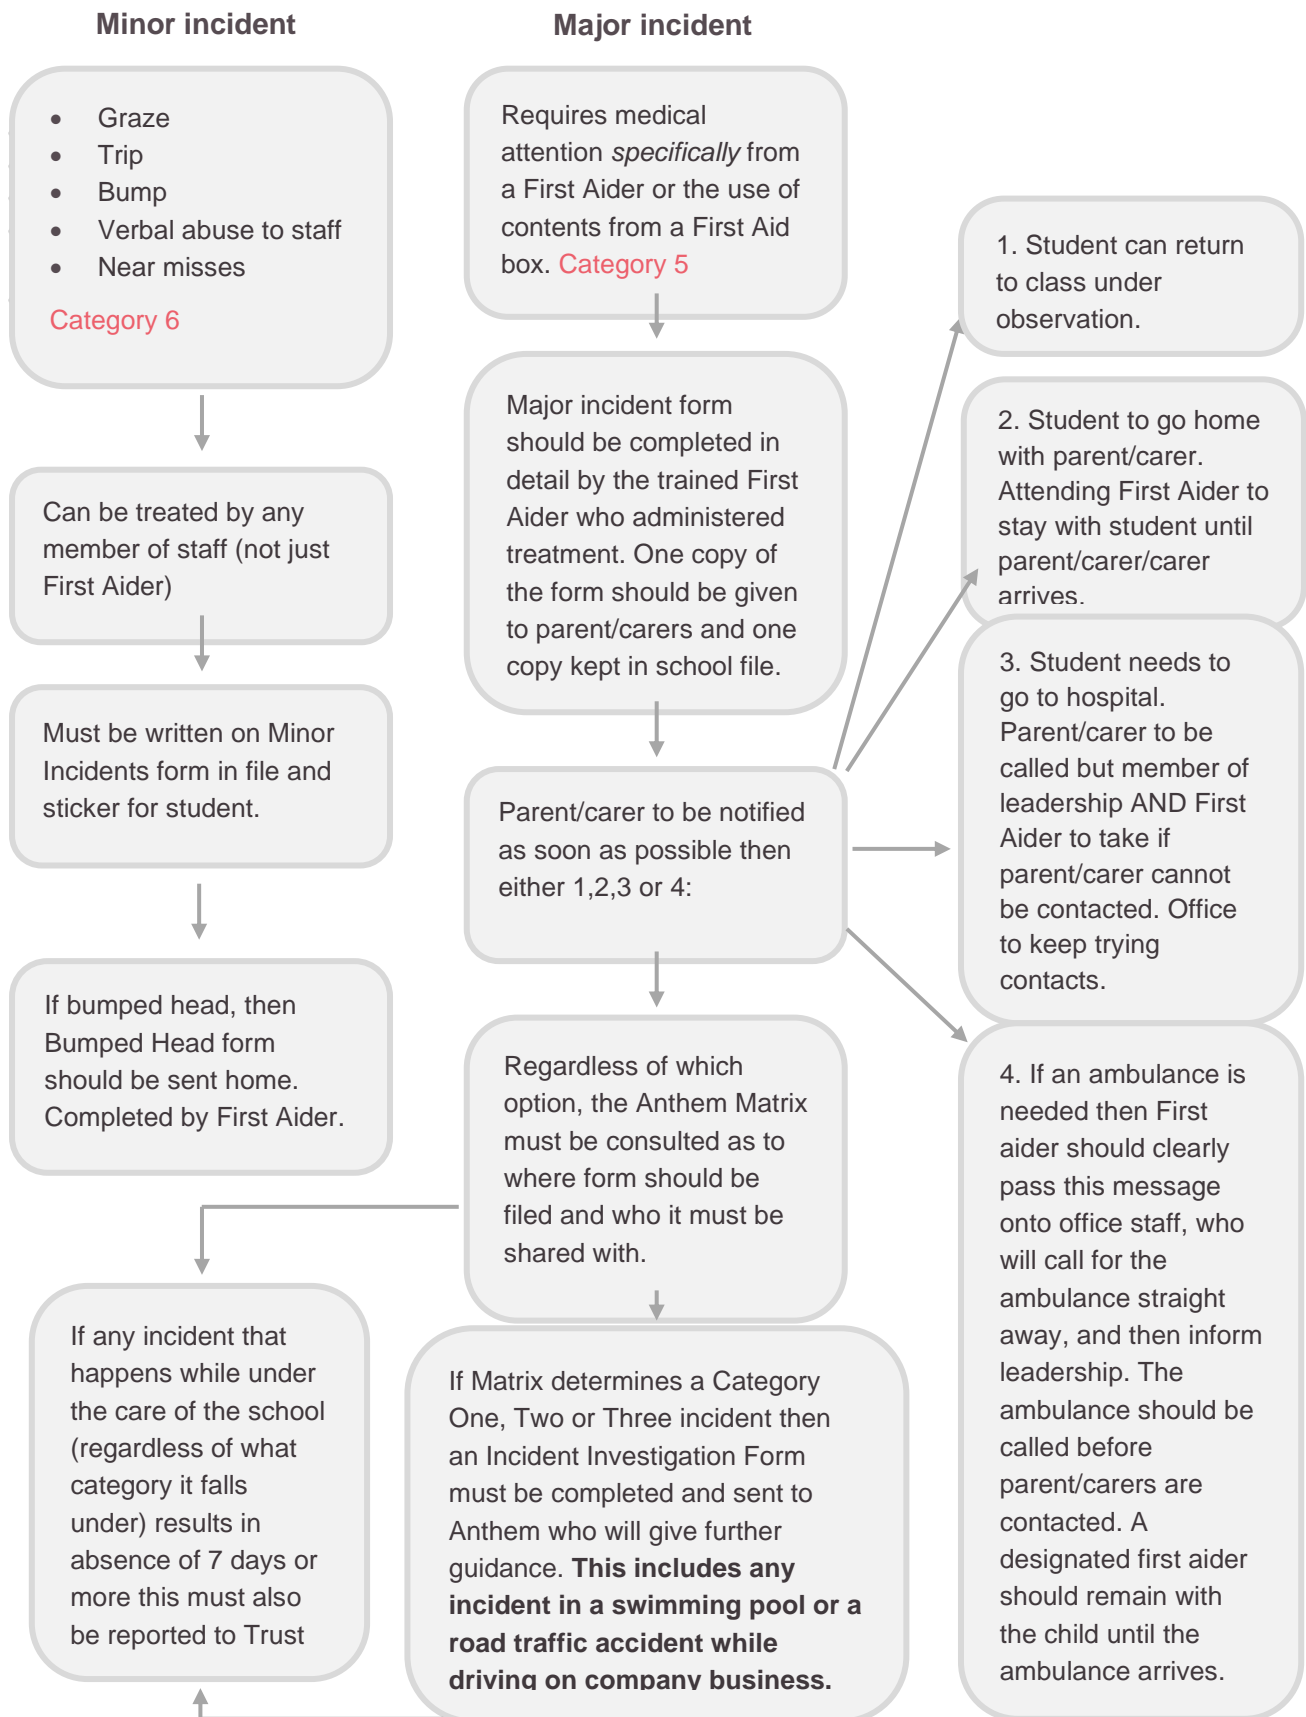 Minor incident
Major incident
• Graze
• Trip
• Bump
• Verbal abuse to staff
• Near misses
Category 6
Can be treated by any
member of staff (not just
First Aider)
Must be written on Minor
Incidents form in file and
sticker for student.
If bumped head, then
Bumped Head form
should be sent home.
Completed by First Aider.
Requires medical
attention specifically from
a First Aider or the use of
contents from a First Aid
box. Category 5
Major incident form
should be completed in
detail by the trained First
Aider who administered
treatment. One copy of
the form should be given
to parent/carers and one
copy kept in school file.
Parent/carer to be notified
as soon as possible then
either 1,2,3 or 4:
1. Student can return
to class under
observation.
2. Student to go home
with parent/carer.
Attending First Aider to
stay with student until
parent/carer/carer
arrives.
3. Student needs to
go to hospital.
Parent/carer to be
called but member of
leadership AND First
Aider to take if
parent/carer cannot
be contacted. Office
to keep trying
contacts.
4. If an ambulance is
needed then First
aider should clearly
pass this message
onto office staff, who
will call for the
ambulance straight
away, and then inform
leadership. The
ambulance should be
called before
parent/carers are
contacted. A
designated first aider
should remain with
the child until the
ambulance arrives.
Regardless of which
option, the Anthem Matrix
must be consulted as to
where form should be
filed and who it must be
shared with.
If any incident that
happens while under
the care of the school
(regardless of what
category it falls
under) results in
absence of 7 days or
more this must also
be reported to Trust
If Matrix determines a Category
One, Two or Three incident then
an Incident Investigation Form
must be completed and sent to
Anthem who will give further
guidance. This includes any
incident in a swimming pool or a
road traffic accident while
driving on company business.